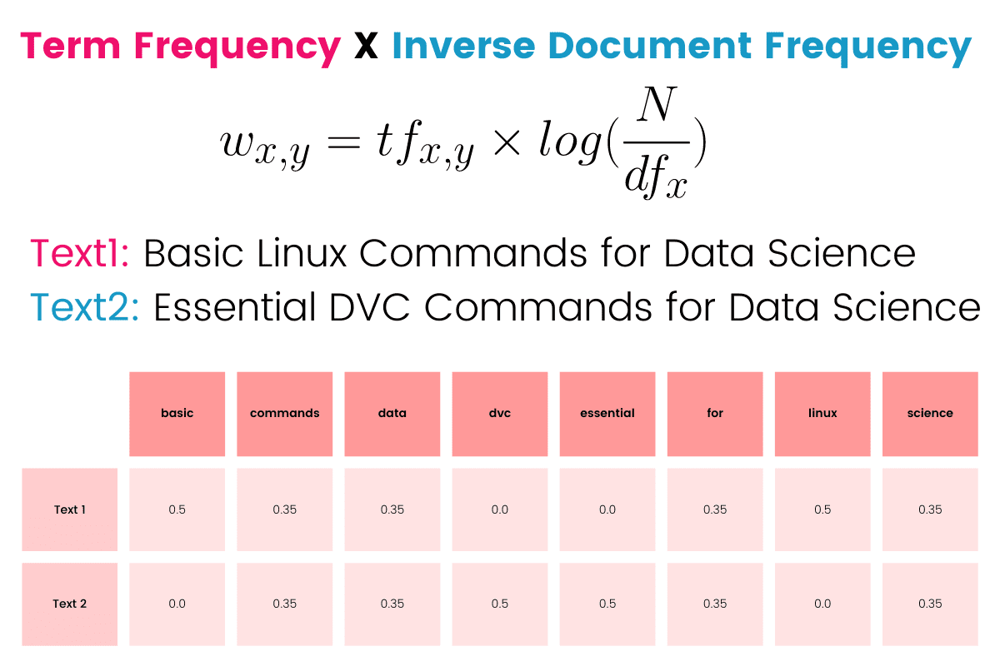 Term Frequency X Inverse Document Frequency
w_{x,y} = tf_{x,y} × log(\frac{N}{df_x})
Text1: Basic Linux Commands for Data Science
Text2: Essential DVC Commands for Data Science
basic commands data dvc essential for linux science
Text 1 0.5 0.35 0.35 0.0 0.0 0.35 0.5 0.35
Text 2 0.0 0.35 0.35 0.5 0.5 0.35 0.0 0.35